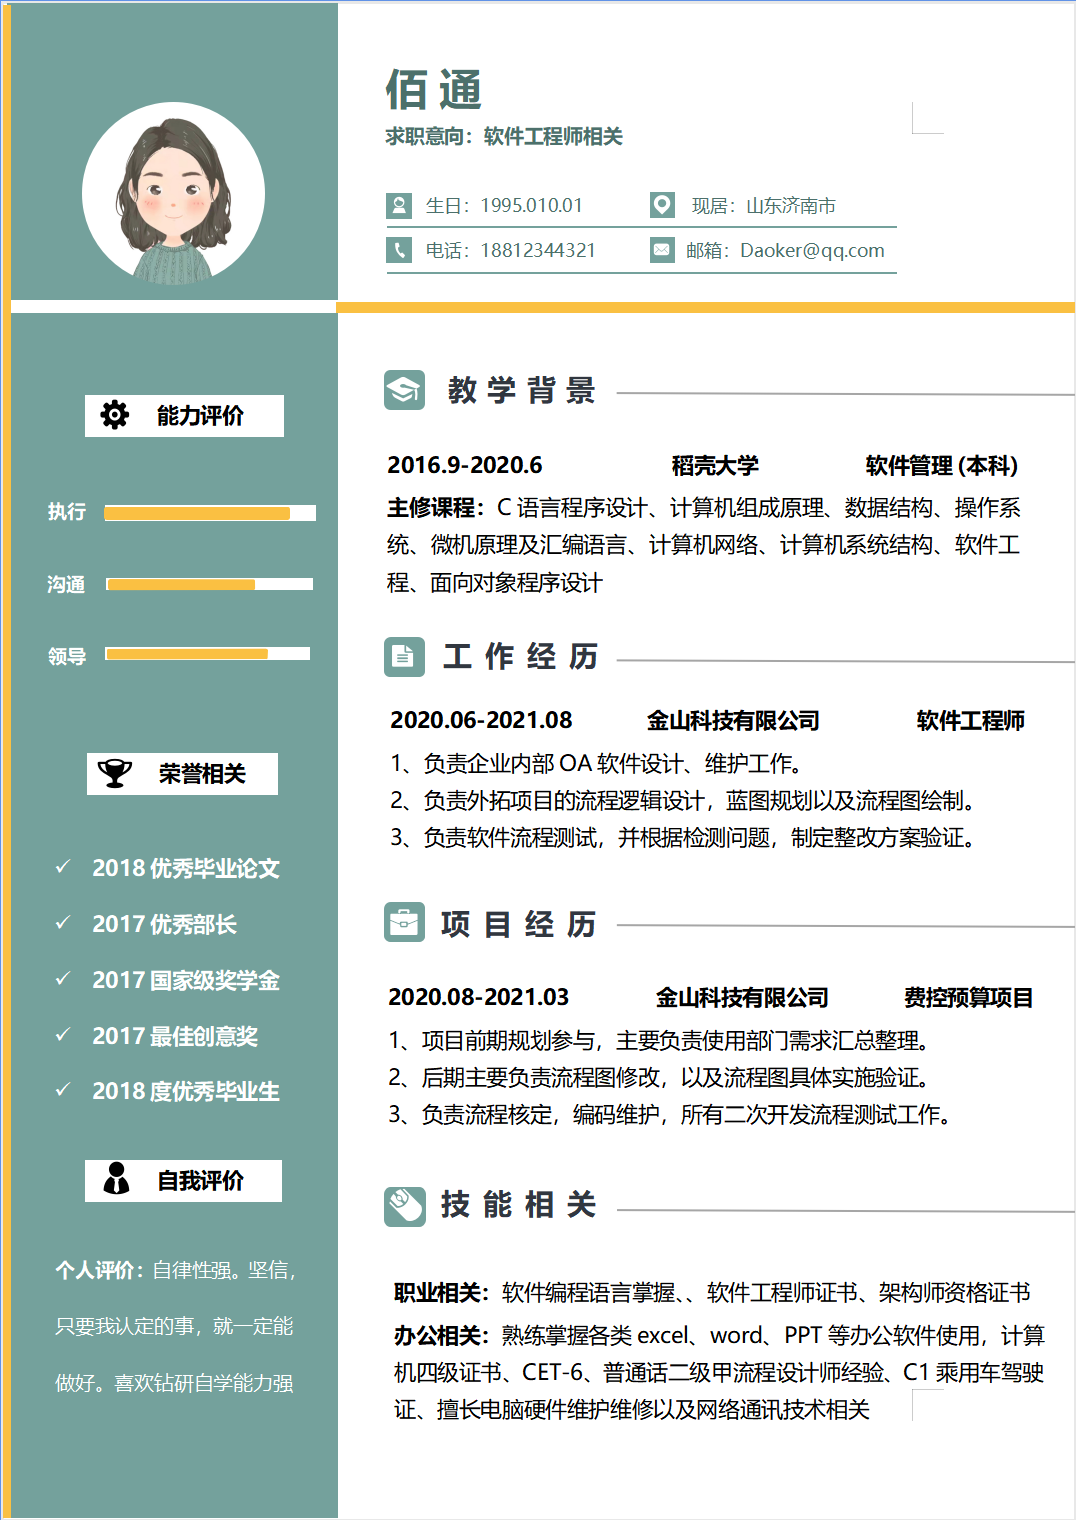 佰通
求职意向：软件工程师相关
生日：1995.010.01
现居：山东济南市
电话：18812344321
邮箱：Daoker@qq.com
能力评价
执行
沟通
领导
荣誉相关
2018 优秀毕业论文
2017 优秀部长
2017 国家级奖学金
2017 最佳创意奖
2018 度优秀毕业生
自我评价
个人评价：自律性强。坚信，
只要我认定的事，就一定能
做好。喜欢钻研自学能力强
教学背景
2016.9-2020.6 稻壳大学 软件管理 (本科)
主修课程：C 语言程序设计、计算机组成原理、数据结构、操作系
统、微机原理及汇编语言、计算机网络、计算机系统结构、软件工
程、面向对象程序设计
工作经历
2020.06-2021.08 金山科技有限公司 软件工程师
1、负责企业内部 OA 软件设计、维护工作。
2、负责外拓项目的流程逻辑设计，蓝图规划以及流程图绘制。
3、负责软件流程测试，并根据检测问题，制定整改方案验证。
项目经历
2020.08-2021.03 金山科技有限公司 费控预算项目
1、项目前期规划参与，主要负责使用部门需求汇总整理。
2、后期主要负责流程图修改，以及流程图具体实施验证。
3、负责流程核定，编码维护，所有二次开发流程测试工作。
技能相关
职业相关：软件编程语言掌握、、软件工程师证书、架构师资格证书
办公相关：熟练掌握各类 excel、word、PPT 等办公软件使用，计算
机四级证书、CET-6、普通话二级甲流程设计师经验、C1 乘用车驾驶
证、擅长电脑硬件维护维修以及网络通讯技术相关